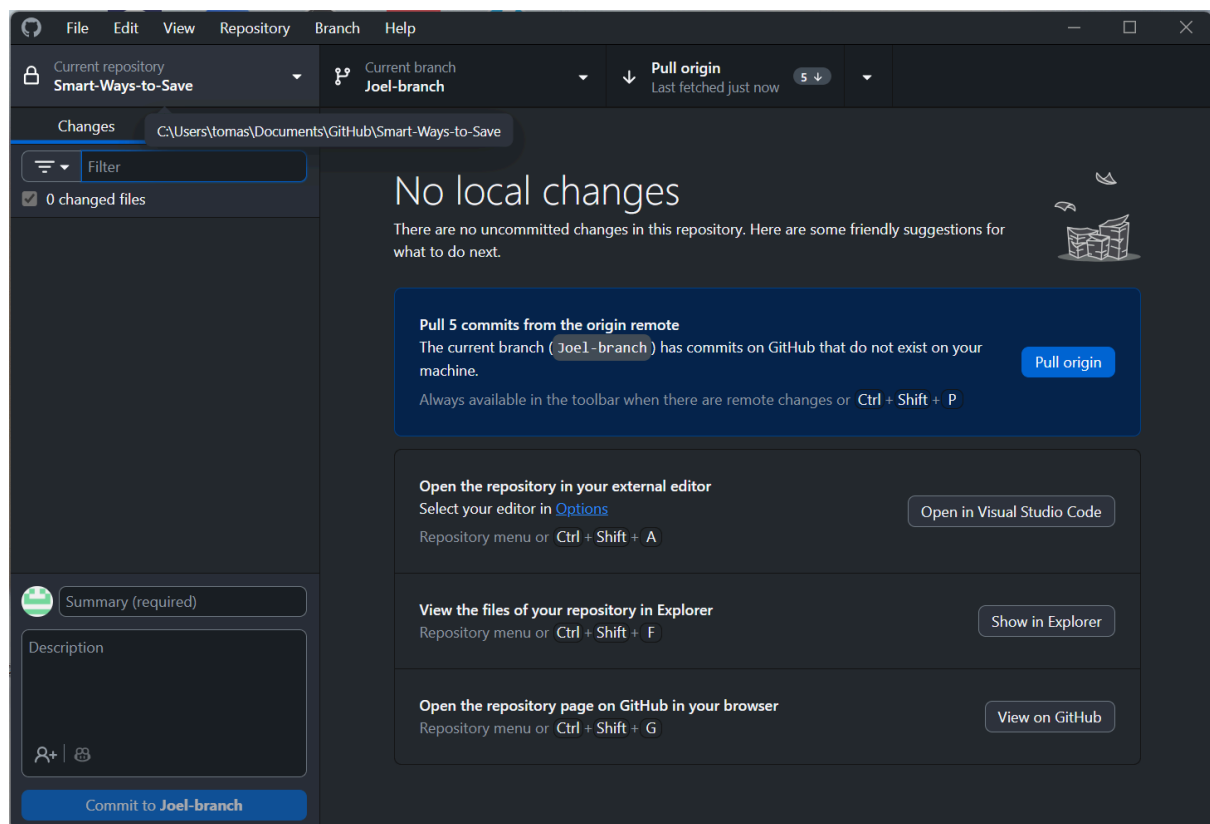 File Edit View Repository Branch Help
Current repository
Smart-Ways-to-Save
Current branch
Joel-branch
Pull origin
Last fetched just now
5 ↓
Changes
C:\Users\tomas\Documents\GitHub\Smart-Ways-to-Save
Filter
0 changed files
No local changes
There are no uncommitted changes in this repository. Here are some friendly suggestions for
what to do next.
Pull 5 commits from the origin remote
The current branch ( Joel-branch ) has commits on GitHub that do not exist on your
machine.
Always available in the toolbar when there are remote changes or Ctrl + Shift + P
Pull origin
Open the repository in your external editor
Select your editor in Options
Repository menu or Ctrl + Shift + A
Open in Visual Studio Code
View the files of your repository in Explorer
Repository menu or Ctrl + Shift + F
Show in Explorer
Open the repository page on GitHub in your browser
Repository menu or Ctrl + Shift + G
View on GitHub
Summary (required)
Description
Commit to Joel-branch